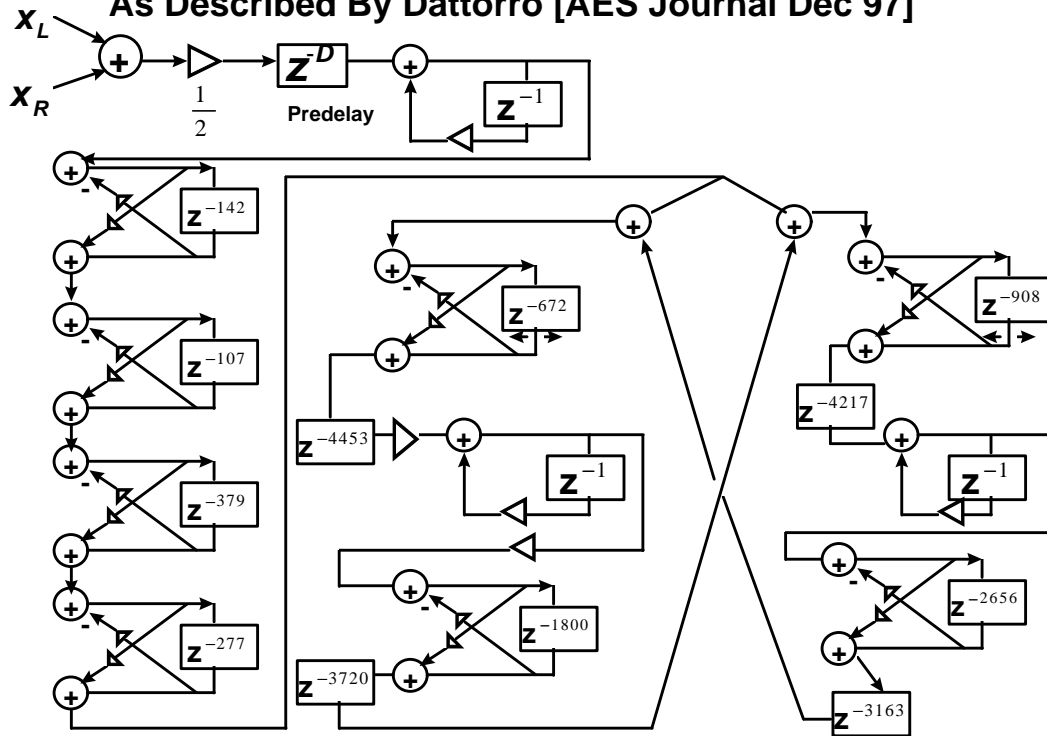 As Described By Dattorro [AES Journal Dec 97]
x_L
x_R
+
1/2
z^-D
Predelay
+
z^-1
+
-
z^-142
+
+
-
z^-107
+
+
-
z^-379
+
+
-
z^-277
+
+
+
+
-
z^-672
+
z^-4453
+
z^-1
+
-
z^-1800
+
z^-3720
+
-
z^-908
+
z^-4217
+
z^-1
+
-
z^-2656
+
z^-3163